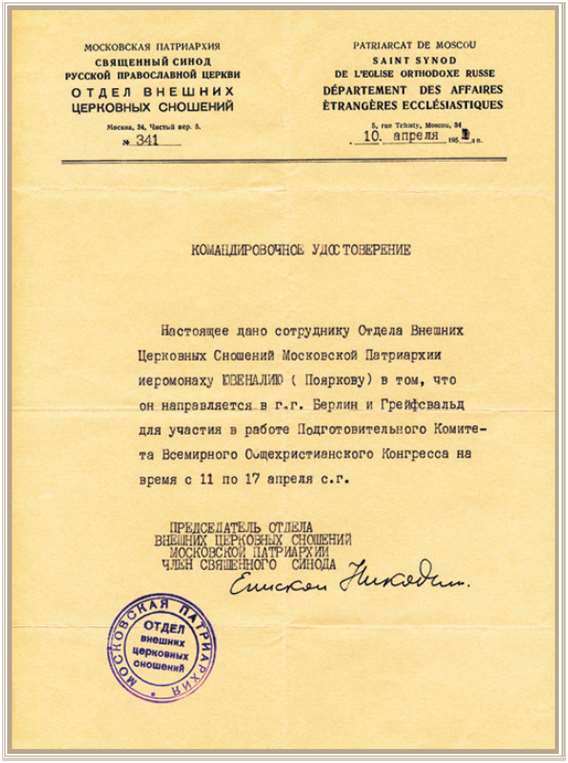 МОСКОВСКАЯ ПАТРИАРХИЯ
СВЯЩЕННЫЙ СИНОД
РУССКОЙ ПРАВОСЛАВНОЙ ЦЕРКВИ
ОТДЕЛ ВНЕШНИХ
ЦЕРКОВНЫХ СНОШЕНИЙ
Москва, 34, Чистый пер. 5.
№ 341
PATRIARCAT DE MOSCOU
SAINT SYNOD
DE L'EGLISE ORTHODOXE RUSSE
DÉPARTEMENT DES AFFAIRES
ÉTRANGÈRES ECCLÉSIASTIQUES
5, rue Tchisty, Moscou, 34
10. апреля
КОМАНДИРОВОЧНОЕ УДОСТОВЕРЕНИЕ
Настоящее дано сотруднику Отдела Внешних
Церковных Сношений Московской Патриархии
иеромонаху ЮВЕНАЛИЮ ( Пояркову) в том, что
он направляется в г.г. Берлин и Грейфсвальд
для участия в работе Подготовительного Комите-
та Всемирного Общехристианского Конгресса на
время с 11 по 17 апреля с.г.
ПРЕДСЕДАТЕЛЬ ОТДЕЛА
ВНЕШНИХ ЦЕРКОВНЫХ СНОШЕНИЙ
МОСКОВСКОЙ ПАТРИАРХИИ
ЧЛЕН СВЯЩЕННОГО СИНОДА
Епископ Никодим.
МОСКОВСКАЯ ПАТРИАРХИЯ
ОТДЕЛ
внешних
церковных
сношений